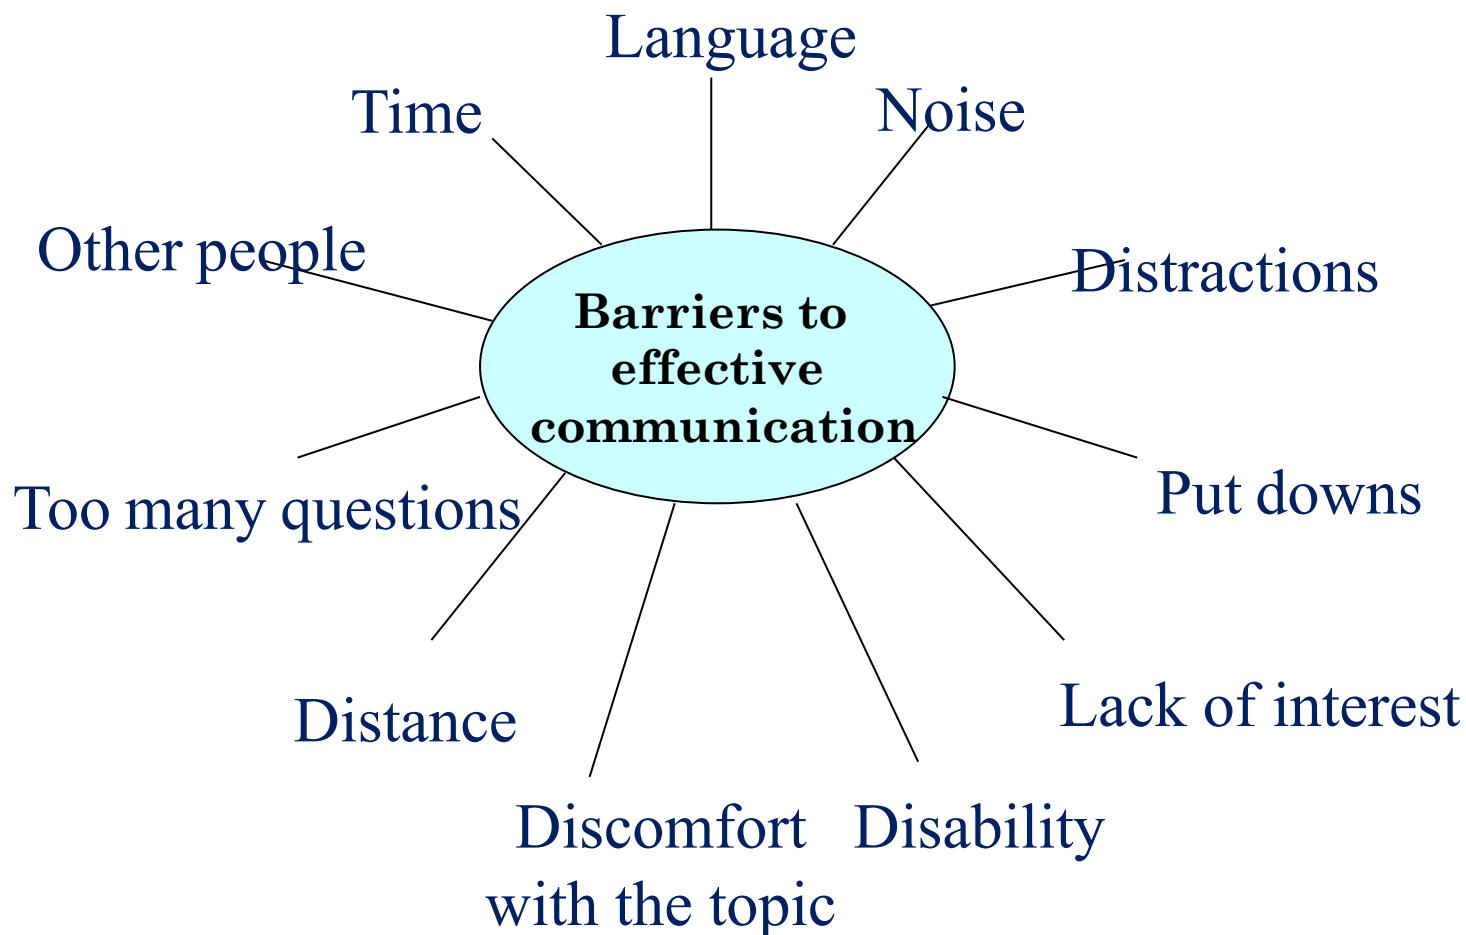 Language
Time
Noise
Other people
Distractions
Barriers to
effective
communication
Too many questions
Put downs
Distance
Lack of interest
Discomfort
with the topic
Disability